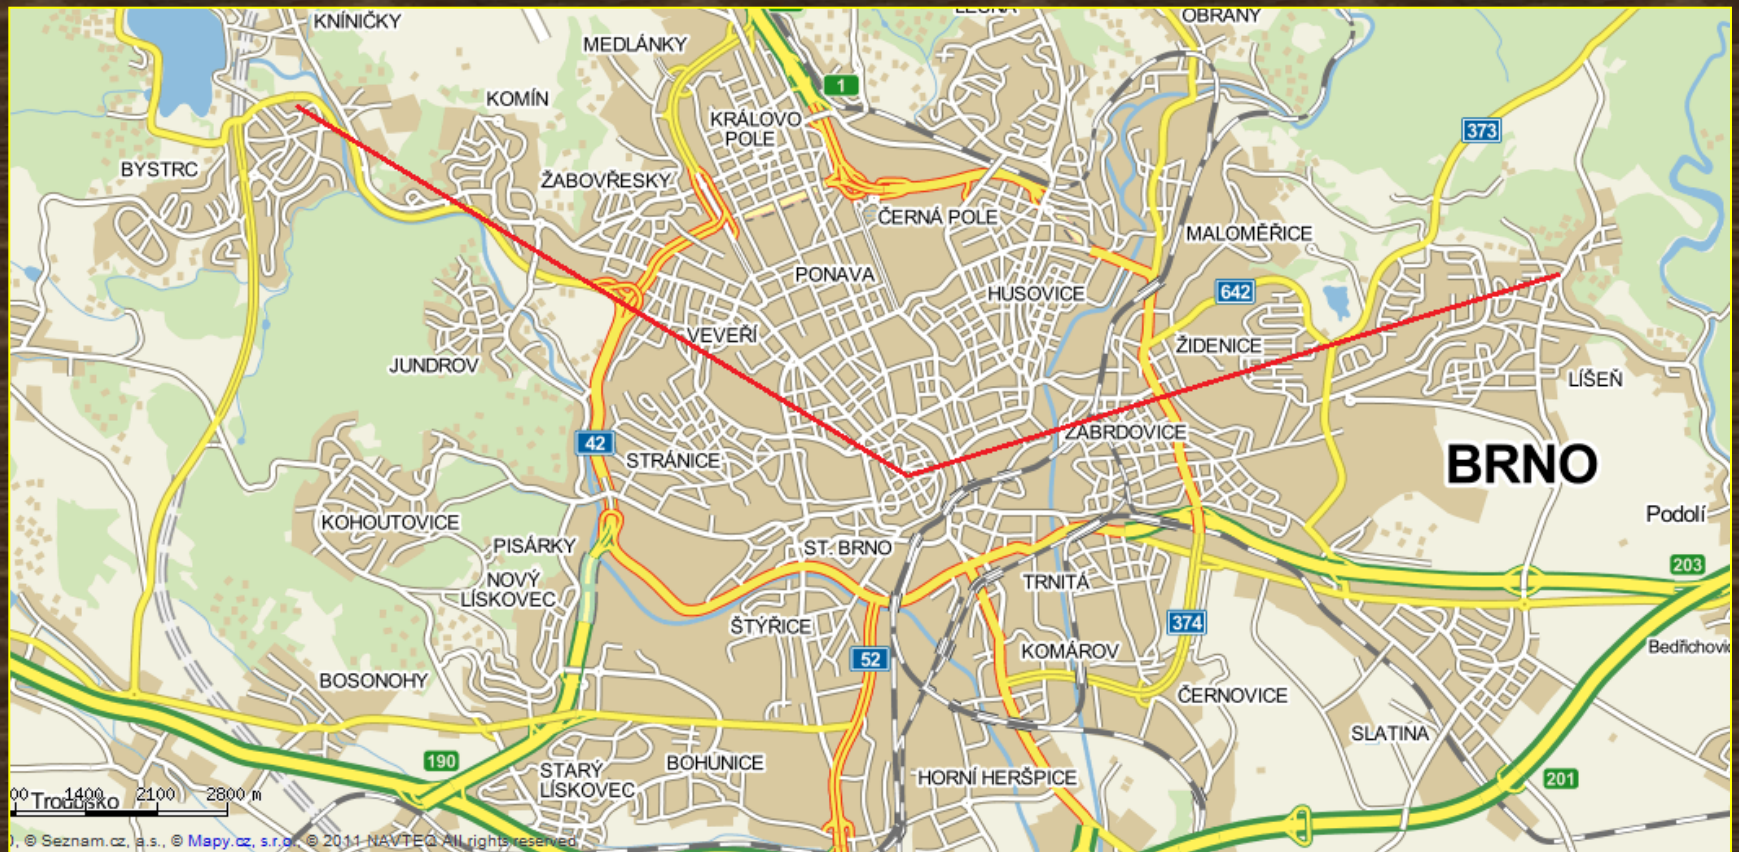 KNÍNIČKY
OBŘANY
MEDLÁNKY
1
KOMÍN
KRÁLOVO
POLE
373
BYSTRC
ŽABOVŘESKY
ČERNÁ POLE
MALOMĚŘICE
PONAVA
HUSOVICE
642
VEVEŘÍ
ŽIDENICE
JUNDROV
LÍŠEŇ
ZÁBRDOVICE
42
STRÁNICE
BRNO
KOHOUTOVICE
Podolí
PISÁRKY
ST. BRNO
203
NOVÝ
LÍSKOVEC
TRNITÁ
ŠTÝŘICE
374
KOMÁROV
52
Bedřichovic
BOSONOHY
ČERNOVICE
SLATINA
190
BOHUNICE
STARÝ
LÍSKOVEC
HORNÍ HERŠPICE
201
00 1400 2100 2800 m
Troubsko
), © Seznam.cz, a.s., © Mapy.cz, s.r.o., © 2011 NAVTEQ All rights reserved